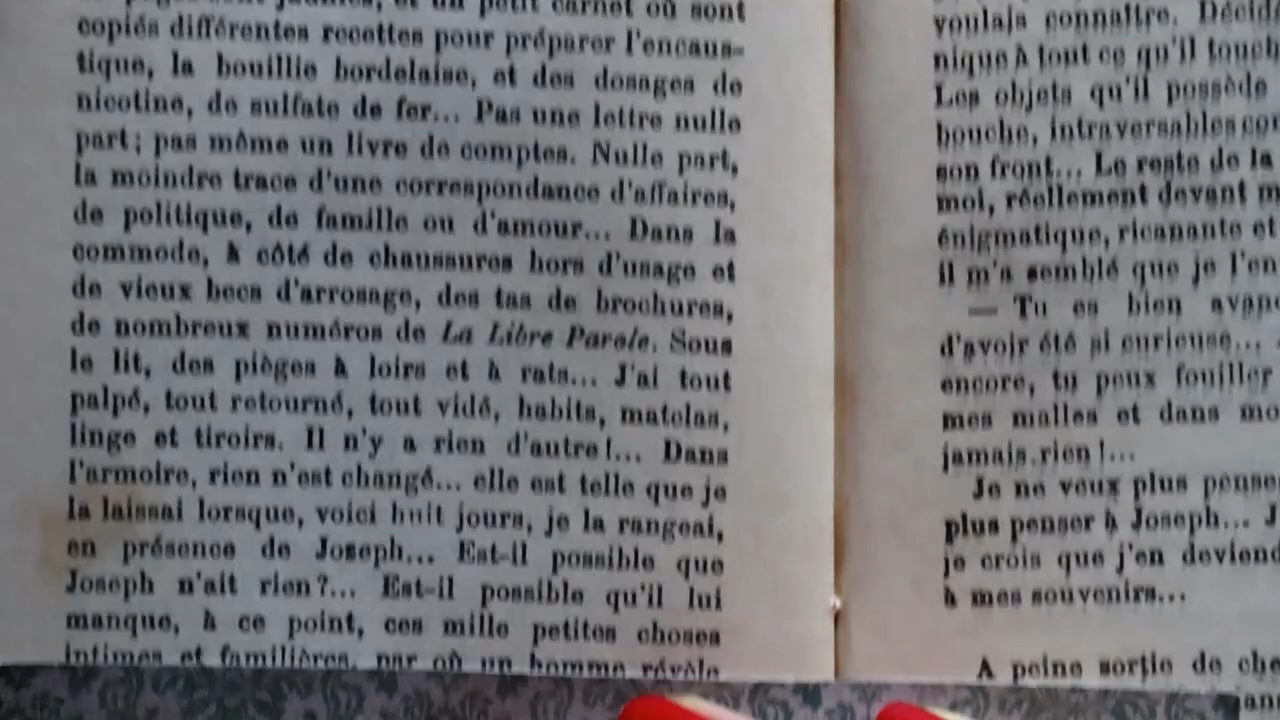 pages sont jaunies, et un petit carnet où sont
copiés différentes recettes pour préparer l'encaus-
tique, la bouillie bordelaise, et des dosages de
nicotine, de sulfate de fer... Pas une lettre nulle
part; pas même un livre de comptes. Nulle part,
la moindre trace d'une correspondance d'affaires,
de politique, de famille ou d'amour... Dans la
commode, à côté de chaussures hors d'usage et
de vieux becs d'arrosage, des tas de brochures,
de nombreux numéros de La Libre Parole. Sous
le lit, des pièges à loirs et à rats... J'ai tout
palpé, tout retourné, tout vidé, habits, matelas,
linge et tiroirs. Il n'y a rien d'autre!... Dans
l'armoire, rien n'est changé... elle est telle que je
la laissai lorsque, voici huit jours, je la rangeai,
en présence de Joseph... Est-il possible que
Joseph n'ait rien?... Est-il possible qu'il lui
manque, à ce point, ces mille petites choses
intimes et familières, par où un homme révèle
voulais connaître.
nique à tout ce qu'il
Les objets qu'il possède
bouche, intraversables
son front... Le reste de la
moi, réellement devant
énigmatique, ricanante et
il m'a semblé que je
— Tu es bien
d'avoir été si curieuse...
encore, tu peux fouiller
mes malles et dans
jamais rien!...
Je ne veux plus
plus penser à Joseph...
je crois que j'en
à mes souvenirs...
A peine sortie de